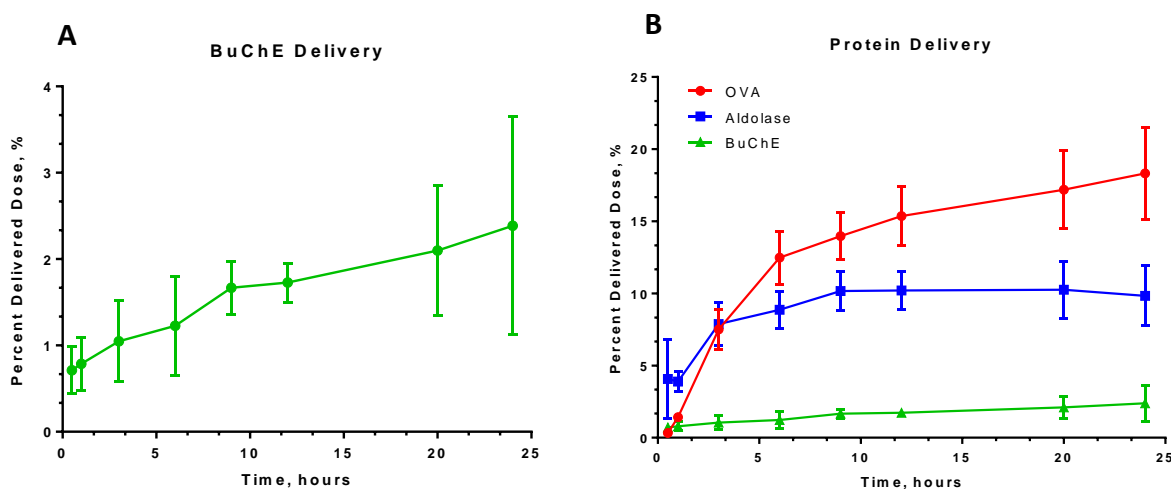 A
BuChE Delivery
Percent Delivered Dose, %
4
3
2
1
0
0 5 10 15 20 25
Time, hours
B
Protein Delivery
Percent Delivered Dose, %
25
20
15
10
5
0
OVA
Aldolase
BuChE
0 5 10 15 20 25
Time, hours